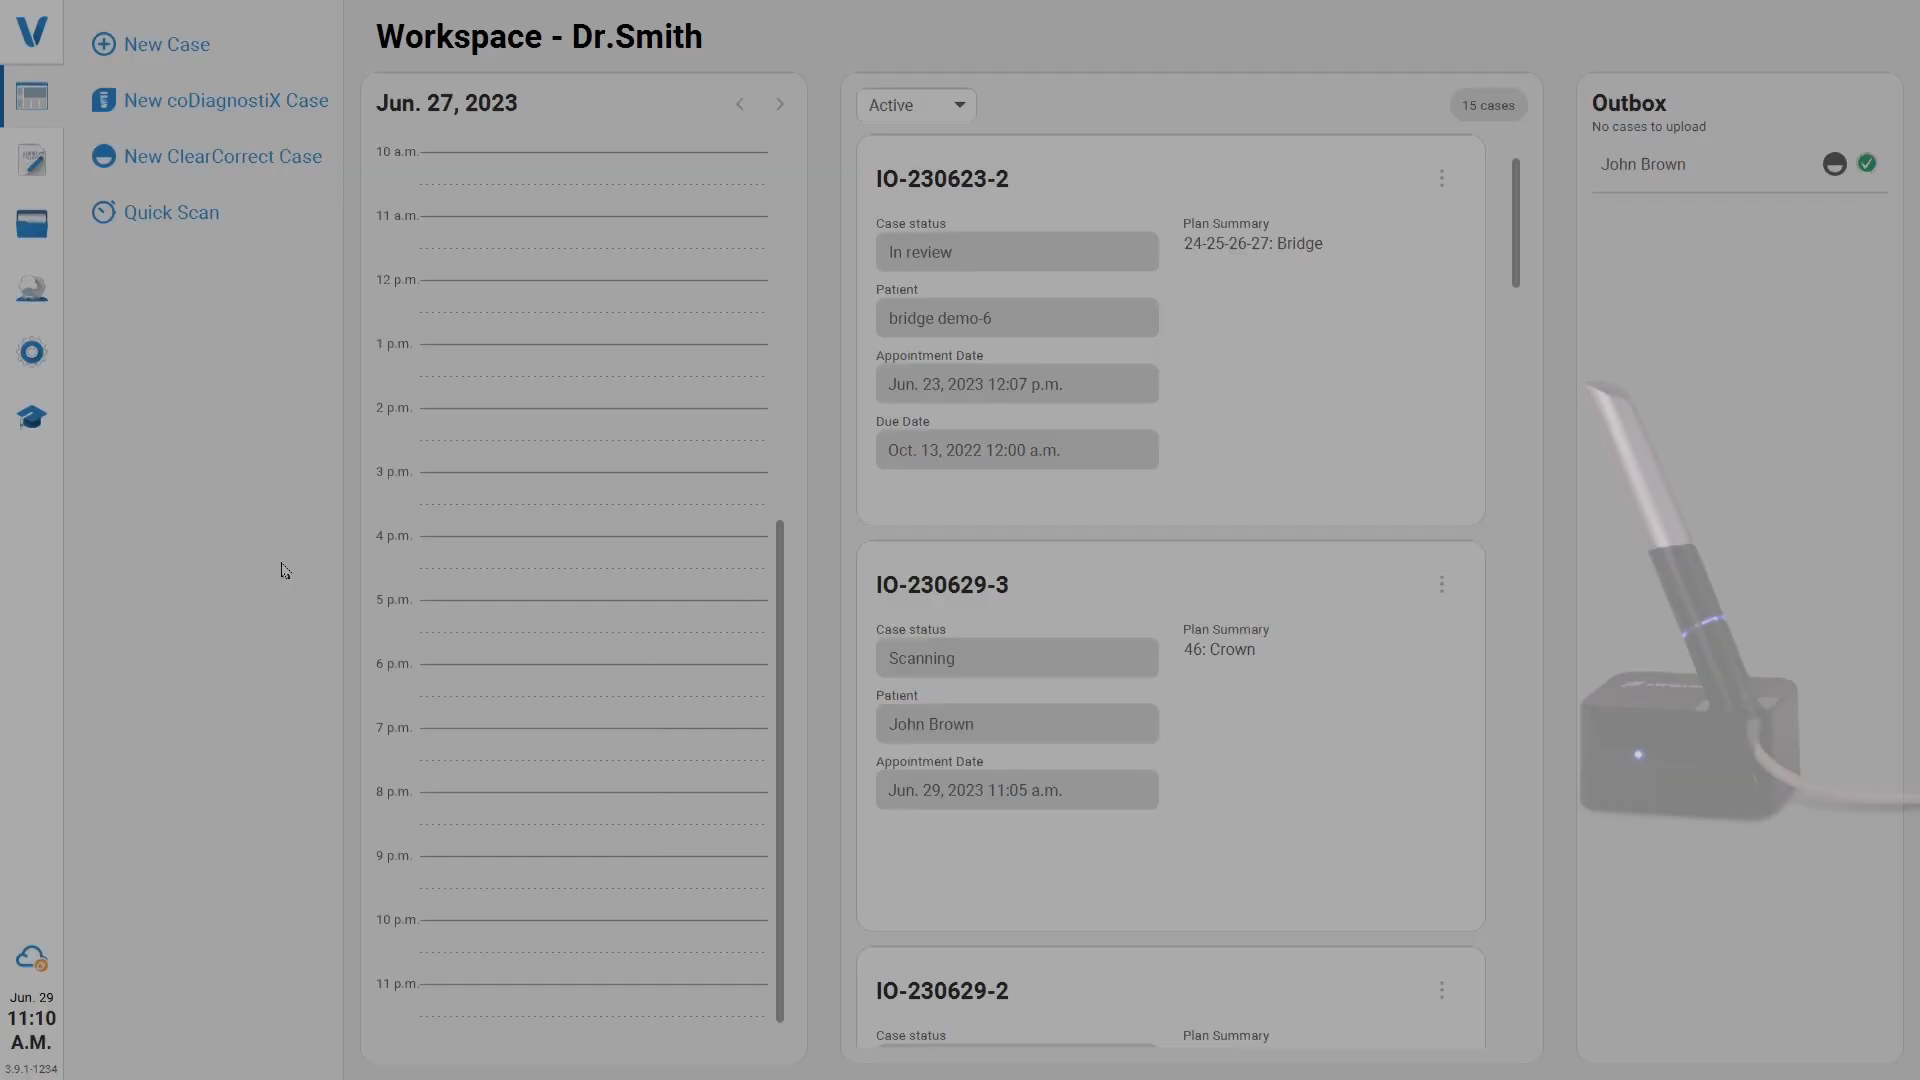 New Case
New coDiagnostiX Case
New ClearCorrect Case
Quick Scan
Jun. 29
11:10
A.M.
3.9.1-1234
Workspace - Dr.Smith
Jun. 27, 2023
10 a.m.
11 a.m.
12 p.m.
1 p.m.
2 p.m.
3 p.m.
4 p.m.
5 p.m.
6 p.m.
7 p.m.
8 p.m.
9 p.m.
10 p.m.
11 p.m.
Active
15 cases
IO-230623-2
Case status
In review
Plan Summary
24-25-26-27: Bridge
Patient
bridge demo-6
Appointment Date
Jun. 23, 2023 12:07 p.m.
Due Date
Oct. 13, 2022 12:00 a.m.
IO-230629-3
Case status
Scanning
Plan Summary
46: Crown
Patient
John Brown
Appointment Date
Jun. 29, 2023 11:05 a.m.
IO-230629-2
Case status
Plan Summary
Outbox
No cases to upload
John Brown